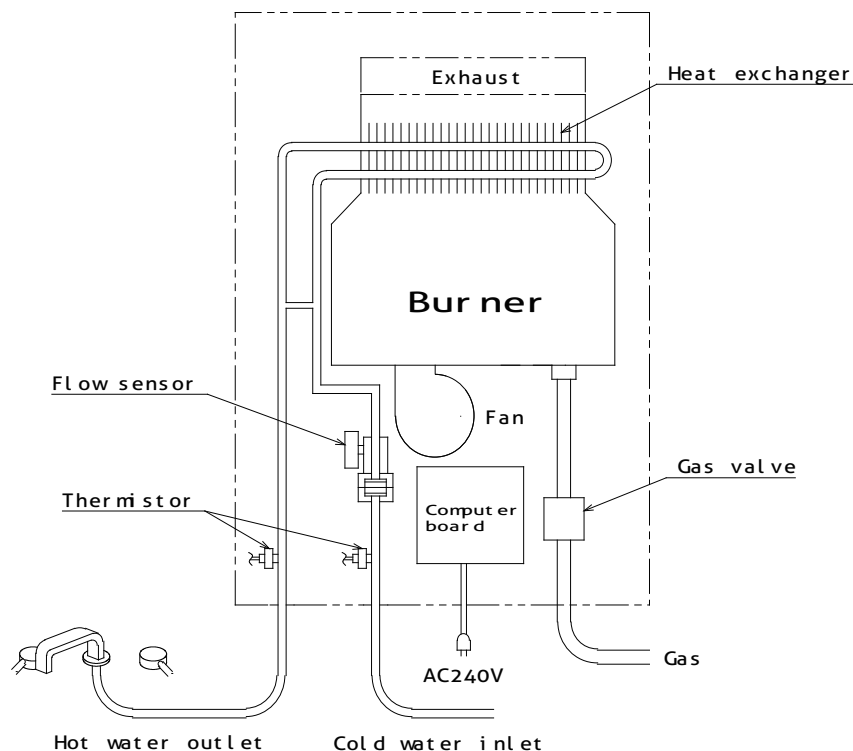 Exhaust
Heat exchanger
Burner
Flow sensor
Fan
Gas valve
Thermistor
Computer
board
Gas
AC240V
Hot water outlet
Cold water inlet